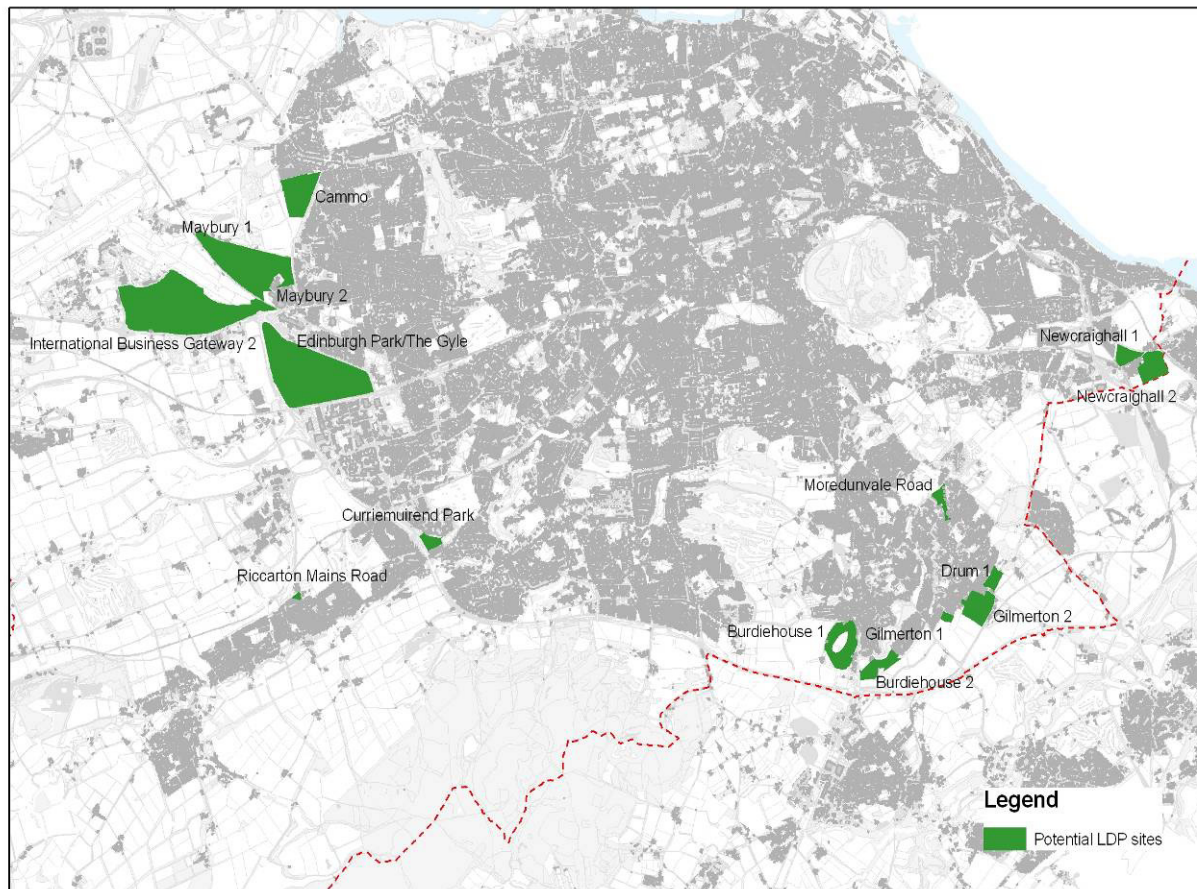 Cammo
Maybury 1
Maybury 2
International Business Gateway 2
Edinburgh Park/The Gyle
Newcraighall 1
Newcraighall 2
Moredunvale Road
Curriemuirend Park
Riccarton Mains Road
Drum 1
Gilmerton 2
Burdiehouse 1
Gilmerton 1
Burdiehouse 2
Legend
Potential LDP sites